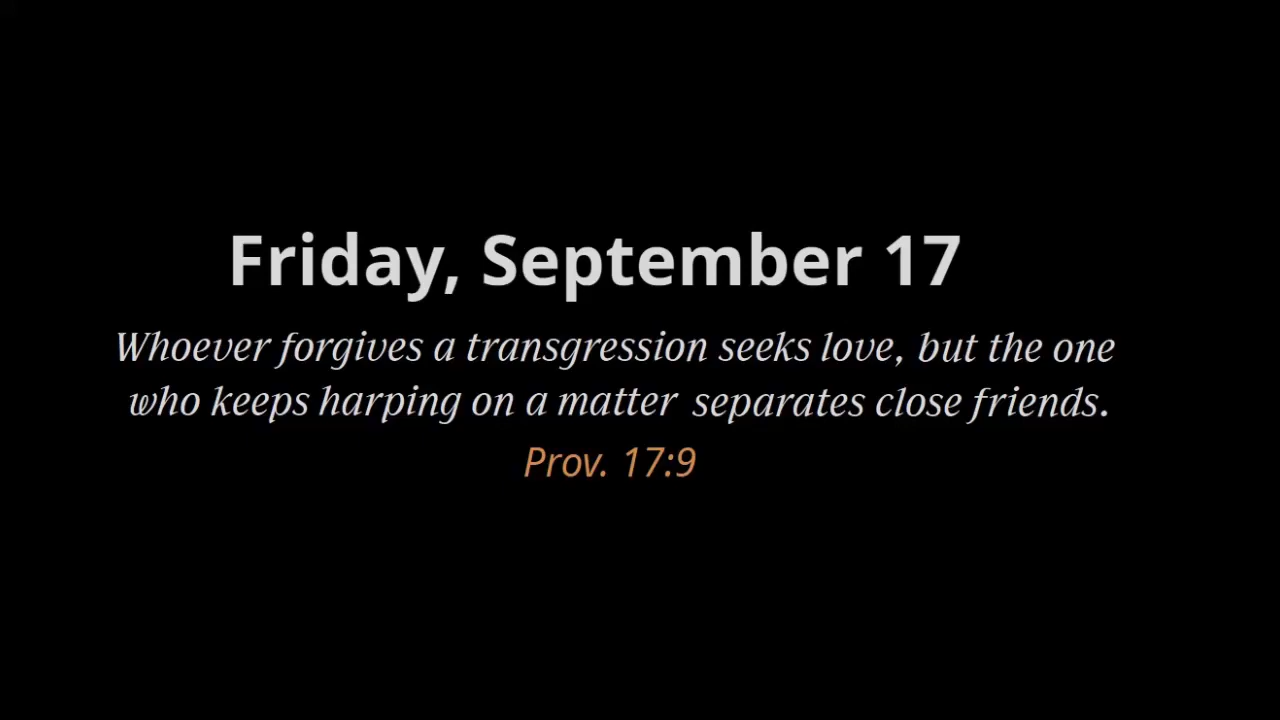 Friday, September 17
Whoever forgives a transgression seeks love, but the one
who keeps harping on a matter separates close friends.
Prov. 17:9